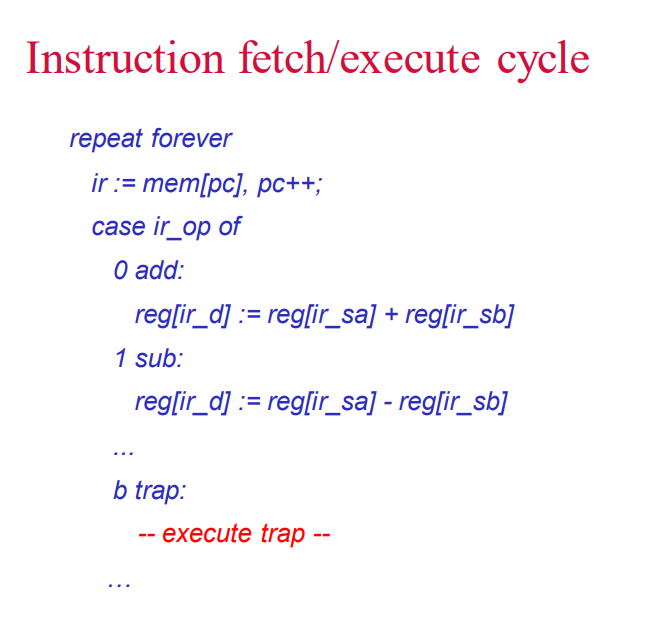 Instruction fetch/execute cycle
repeat forever
ir := mem[pc], pc++;
case ir_op of
0 add:
reg[ir_d] := reg[ir_sa] + reg[ir_sb]
1 sub:
reg[ir_d] := reg[ir_sa] - reg[ir_sb]
...
b trap:
-- execute trap --
...